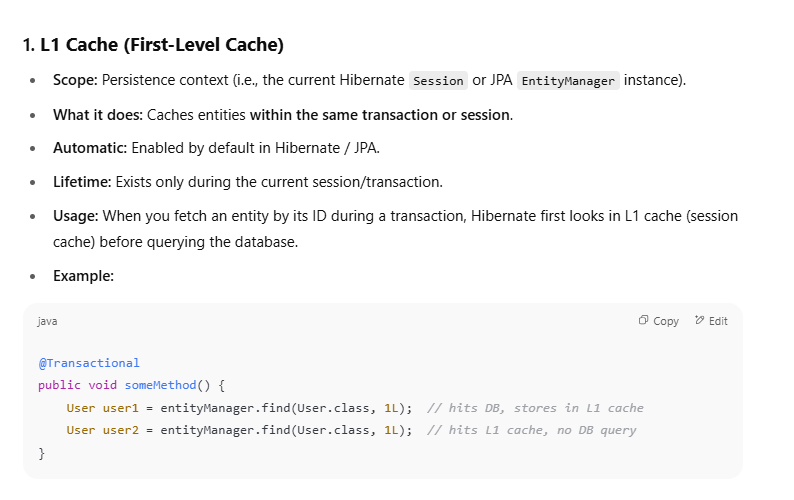 1. L1 Cache (First-Level Cache)
• Scope: Persistence context (i.e., the current Hibernate Session or JPA EntityManager instance).
• What it does: Caches entities within the same transaction or session.
• Automatic: Enabled by default in Hibernate / JPA.
• Lifetime: Exists only during the current session/transaction.
• Usage: When you fetch an entity by its ID during a transaction, Hibernate first looks in L1 cache (session
cache) before querying the database.
• Example:
java Copy Edit
@Transactional
public void someMethod() {
    User user1 = entityManager.find(User.class, 1L);  // hits DB, stores in L1 cache
    User user2 = entityManager.find(User.class, 1L);  // hits L1 cache, no DB query
}